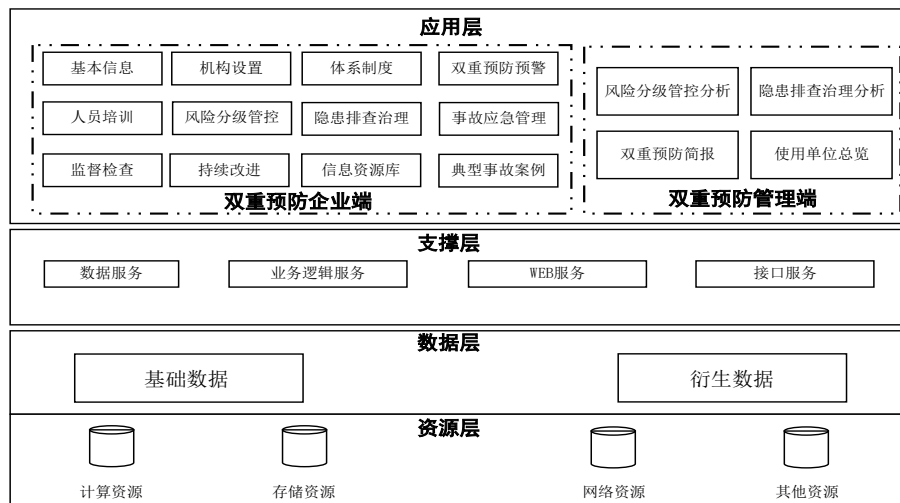 应用层
基本信息 机构设置 体系制度 双重预防预警
人员培训 风险分级管控 隐患排查治理 事故应急管理
监督检查 持续改进 信息资源库 典型事故案例
双重预防企业端
风险分级管控分析 隐患排查治理分析
双重预防简报 使用单位总览
双重预防管理端
支撑层
数据服务 业务逻辑服务 WEB服务 接口服务
数据层
基础数据 衍生数据
资源层
计算资源 存储资源 网络资源 其他资源